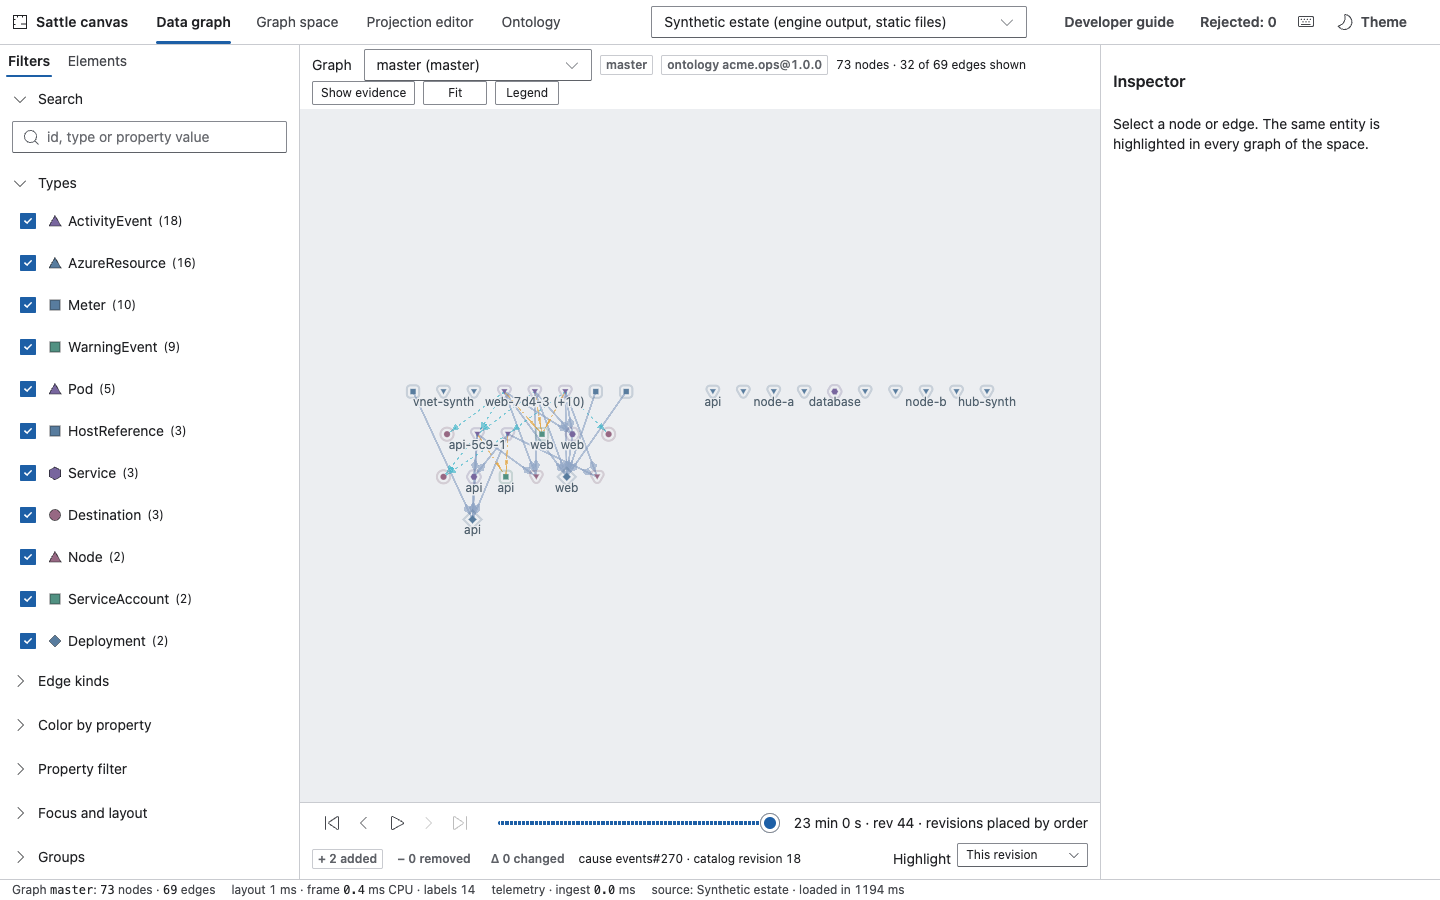 Sattle canvas Data graph Graph space Projection editor Ontology Synthetic estate (engine output, static files) Developer guide Rejected: 0 Theme
Filters Elements
Search
id, type or property value
Types
ActivityEvent (18)
AzureResource (16)
Meter (10)
WarningEvent (9)
Pod (5)
HostReference (3)
Service (3)
Destination (3)
Node (2)
ServiceAccount (2)
Deployment (2)
Edge kinds
Color by property
Property filter
Focus and layout
Groups
Graph master (master) master ontology acme.ops@1.0.0 73 nodes · 32 of 69 edges shown
Show evidence Fit Legend
vnet-synth web-7d4-3 (+10) api node-a database node-b hub-synth
api-5c9-1 web web
api api web
api
Inspector
Select a node or edge. The same entity is
highlighted in every graph of the space.
23 min 0 s · rev 44 · revisions placed by order
+ 2 added − 0 removed Δ 0 changed cause events#270 · catalog revision 18 Highlight This revision
Graph master: 73 nodes · 69 edges layout 1 ms · frame 0.4 ms CPU · labels 14 telemetry · ingest 0.0 ms source: Synthetic estate · loaded in 1194 ms